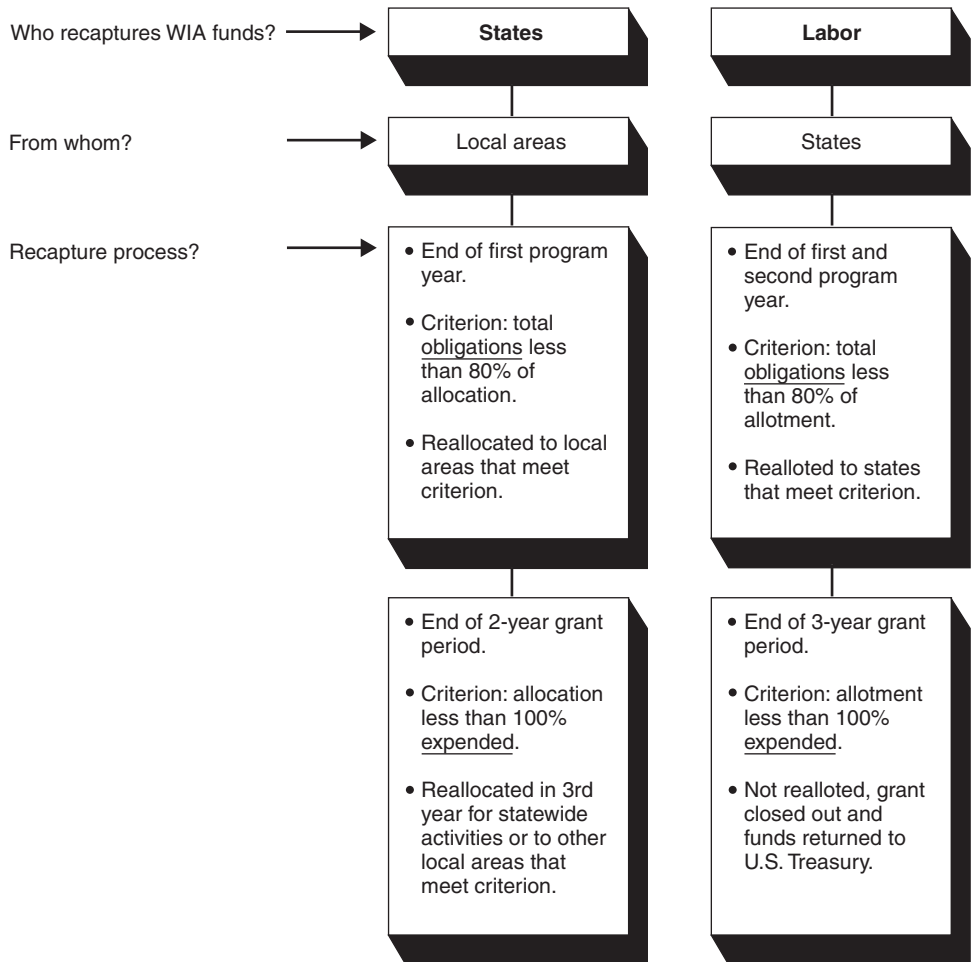 Who recaptures WIA funds?
States
Labor
From whom?
Local areas
States
Recapture process?
• End of first program
year.
• Criterion: total
obligations less
than 80% of
allocation.
• Reallocated to local
areas that meet
criterion.
• End of first and
second program
year.
• Criterion: total
obligations less
than 80% of
allotment.
• Realloted to states
that meet criterion.
• End of 2-year grant
period.
• Criterion: allocation
less than 100%
expended.
• Reallocated in 3rd
year for statewide
activities or to other
local areas that
meet criterion.
• End of 3-year grant
period.
• Criterion: allotment
less than 100%
expended.
• Not realloted, grant
closed out and
funds returned to
U.S. Treasury.